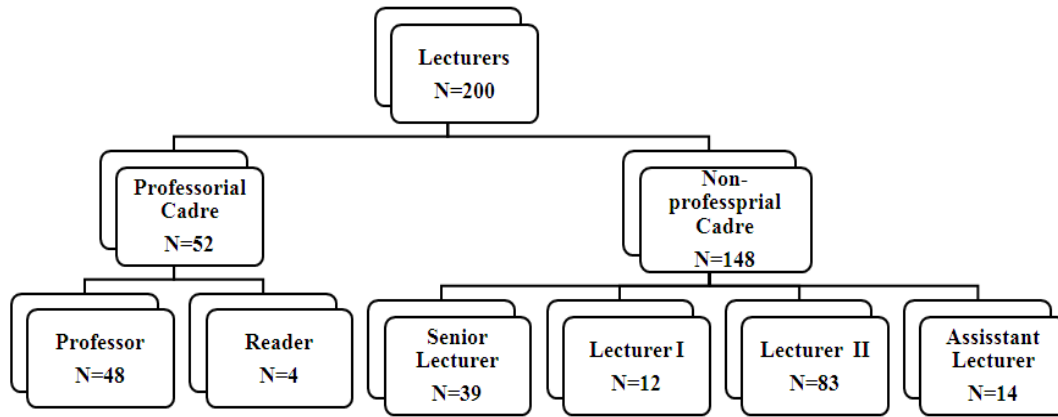 Lecturers
N=200
Professorial
Cadre
N=52
Non-
professprial
Cadre
N=148
Professor
N=48
Reader
N=4
Senior
Lecturer
N=39
Lecturer I
N=12
Lecturer II
N=83
Assisstant
Lecturer
N=14